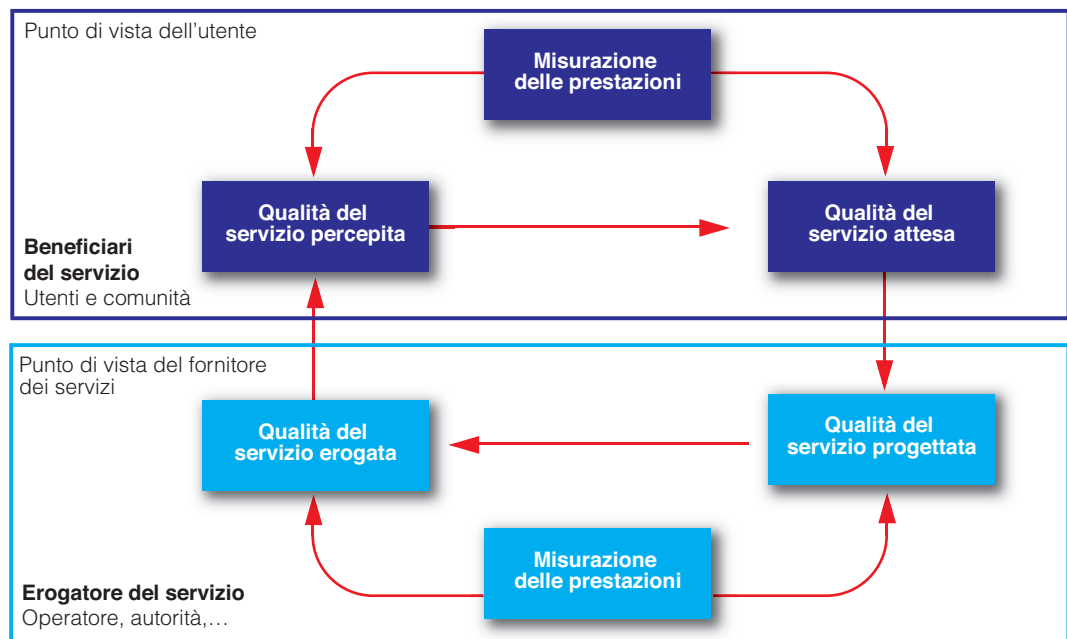 Punto di vista dell’utente
Misurazione
delle prestazioni
Qualità del
servizio percepita
Qualità del
servizio attesa
Beneficiari
del servizio
Utenti e comunità
Punto di vista del fornitore
dei servizi
Qualità del
servizio erogata
Qualità del
servizio progettata
Misurazione
delle prestazioni
Erogatore del servizio
Operatore, autorità,…